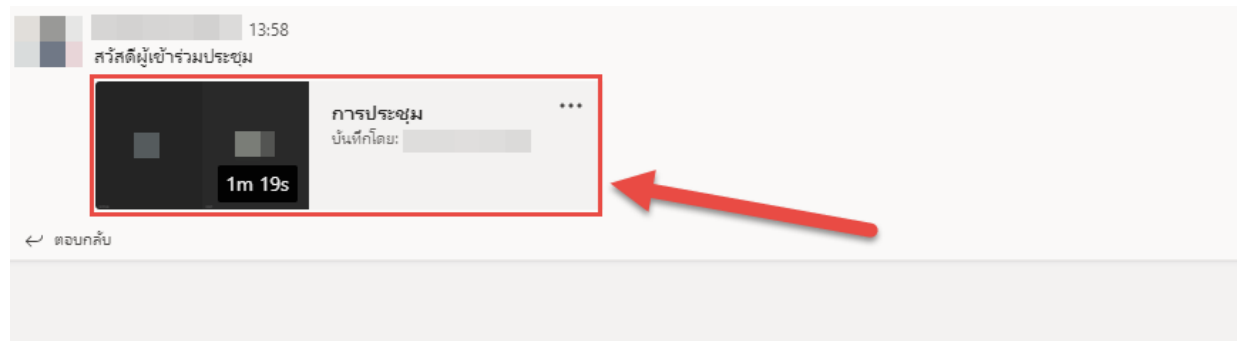 13:58
สวัสดีผู้เข้าร่วมประชุม
การประชุม
บันทึกโดย:
1m 19s
ตอบกลับ